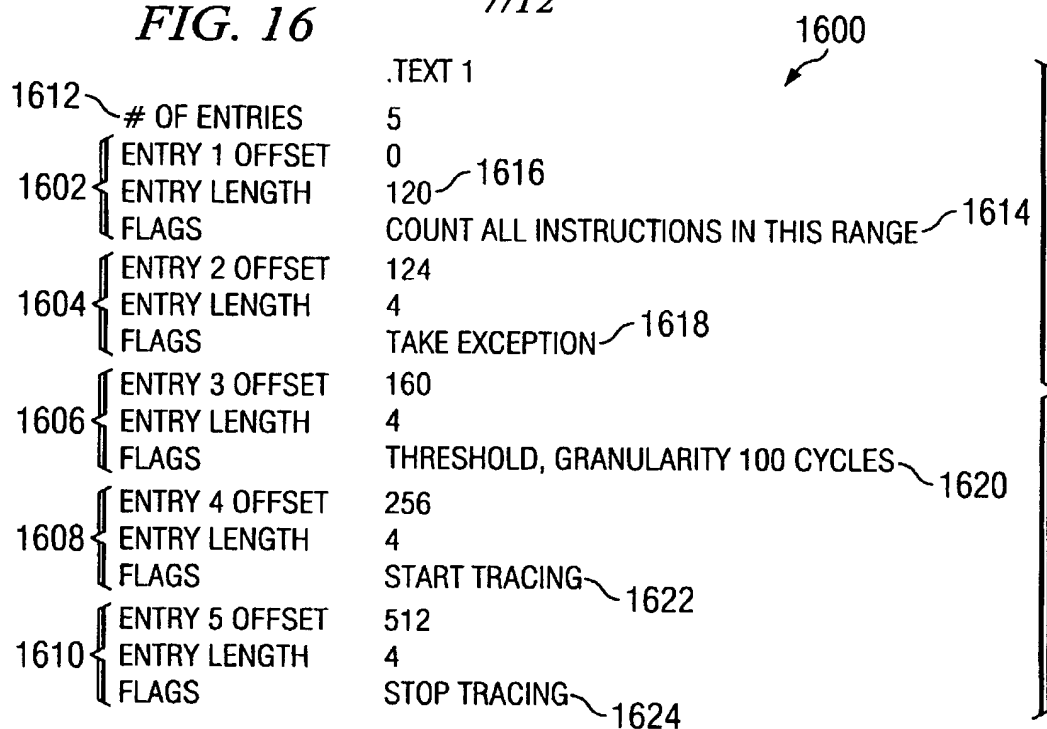 FIG. 16
7/12
1600
.TEXT 1
1612 # OF ENTRIES 5
ENTRY 1 OFFSET 0
1602 ENTRY LENGTH 120 1616
FLAGS COUNT ALL INSTRUCTIONS IN THIS RANGE 1614
ENTRY 2 OFFSET 124
1604 ENTRY LENGTH 4
FLAGS TAKE EXCEPTION 1618
ENTRY 3 OFFSET 160
1606 ENTRY LENGTH 4
FLAGS THRESHOLD, GRANULARITY 100 CYCLES 1620
ENTRY 4 OFFSET 256
1608 ENTRY LENGTH 4
FLAGS START TRACING 1622
ENTRY 5 OFFSET 512
1610 ENTRY LENGTH 4
FLAGS STOP TRACING 1624